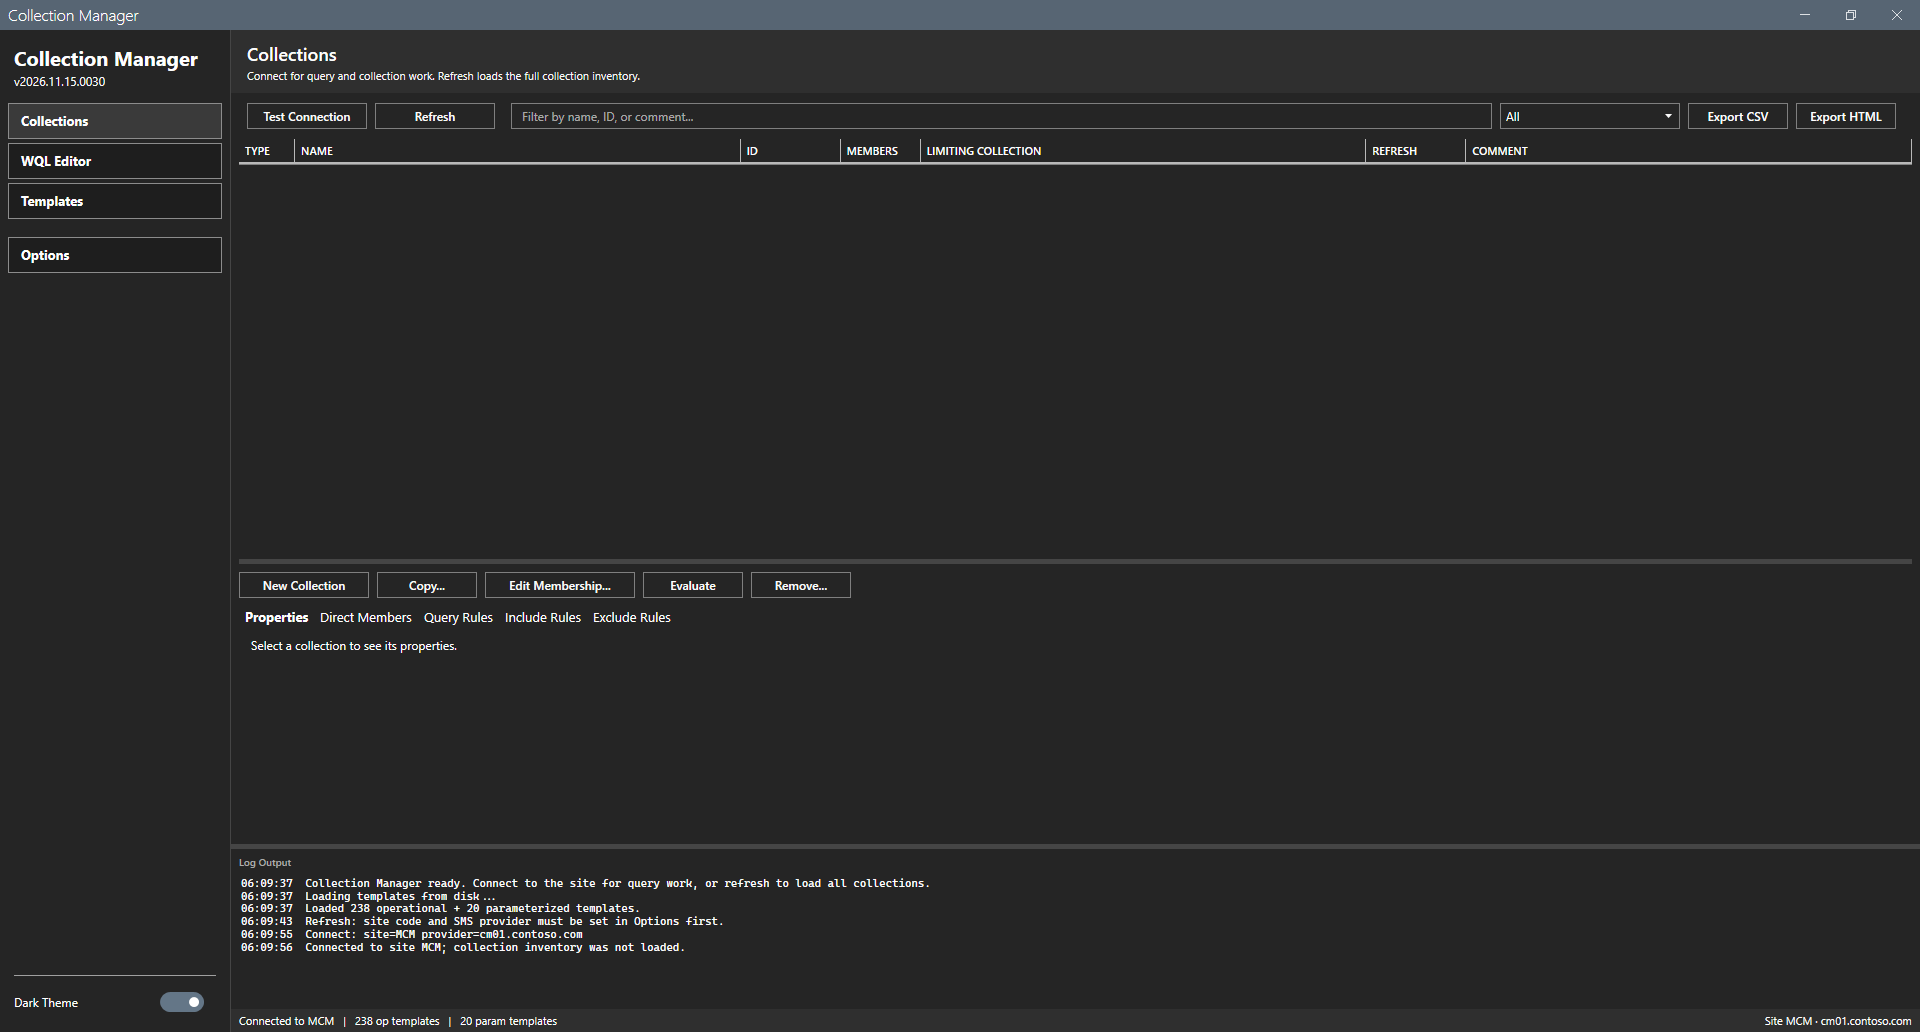 Collection Manager
Collection Manager
v2026.11.15.0030
Collections
WQL Editor
Templates
Options
Dark Theme
Collections
Connect for query and collection work. Refresh loads the full collection inventory.
Test Connection Refresh Filter by name, ID, or comment... All Export CSV Export HTML
TYPE NAME ID MEMBERS LIMITING COLLECTION REFRESH COMMENT
New Collection Copy... Edit Membership... Evaluate Remove...
Properties Direct Members Query Rules Include Rules Exclude Rules
Select a collection to see its properties.
Log Output
06:09:37 Collection Manager ready. Connect to the site for query work, or refresh to load all collections.
06:09:37 Loading templates from disk...
06:09:37 Loaded 238 operational + 20 parameterized templates.
06:09:43 Refresh: site code and SMS provider must be set in Options first.
06:09:55 Connect: site=MCM provider=cm01.contoso.com
06:09:56 Connected to site MCM; collection inventory was not loaded.
Connected to MCM | 238 op templates | 20 param templates Site MCM · cm01.contoso.com